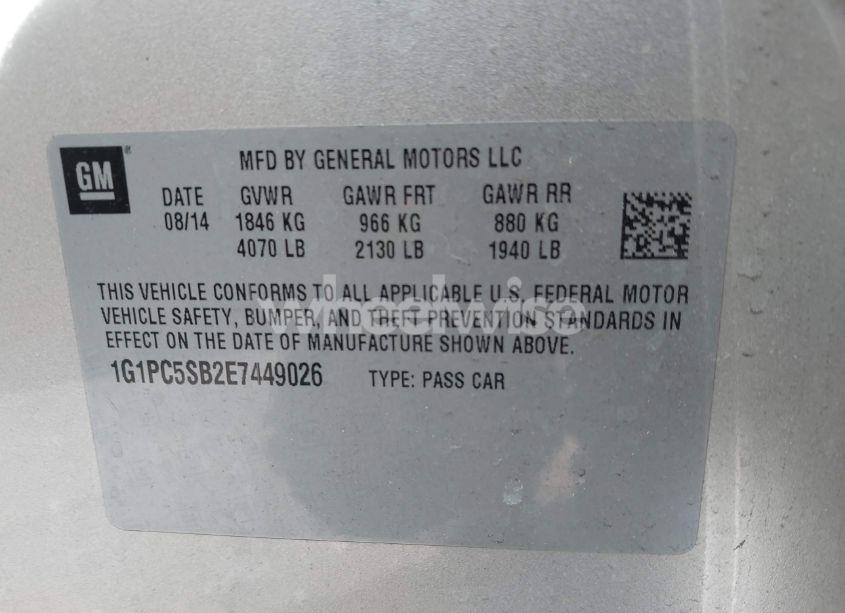 GM®
MFD BY GENERAL MOTORS LLC
DATE GVWR GAWR FRT GAWR RR
08/14 1846 KG 966 KG 880 KG
4070 LB 2130 LB 1940 LB
THIS VEHICLE CONFORMS TO ALL APPLICABLE U.S. FEDERAL MOTOR
VEHICLE SAFETY, BUMPER, AND THEFT PREVENTION STANDARDS IN
EFFECT ON THE DATE OF MANUFACTURE SHOWN ABOVE.
1G1PC5SB2E7449026 TYPE: PASS CAR
wheelwise